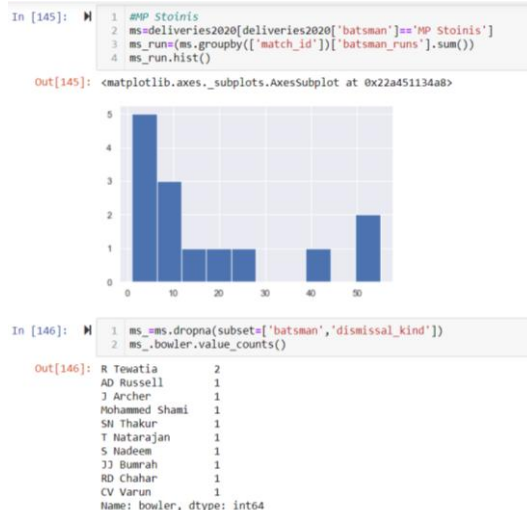 In [145]:
1 #MP Stoinis
2 ms=deliveries2020[deliveries2020['batsman']=='MP Stoinis']
3 ms_run=(ms.groupby(['match_id'])['batsman_runs'].sum())
4 ms_run.hist()
Out[145]: <matplotlib.axes._subplots.AxesSubplot at 0x22a451134a8>
5
4
3
2
1
0
0 10 20 30 40 50
In [146]:
1 ms_=ms.dropna(subset=['batsman','dismissal_kind'])
2 ms_.bowler.value_counts()
Out[146]: R Tewatia 2
AD Russell 1
J Archer 1
Mohammed Shami 1
SN Thakur 1
T Natarajan 1
S Nadeem 1
JJ Bumrah 1
RD Chahar 1
CV Varun 1
Name: bowler, dtype: int64